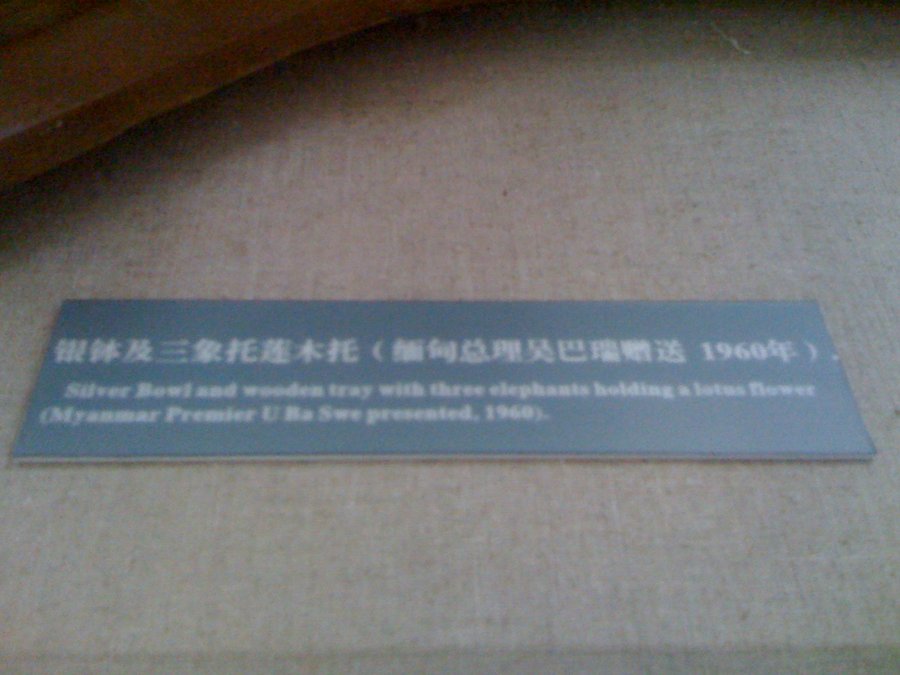 银钵及三象托莲木托（缅甸总理吴巴瑞赠送 1960年）.
Silver Bowl and wooden tray with three elephants holding a lotus flower
(Myanmar Premier U Ba Swe presented, 1960).